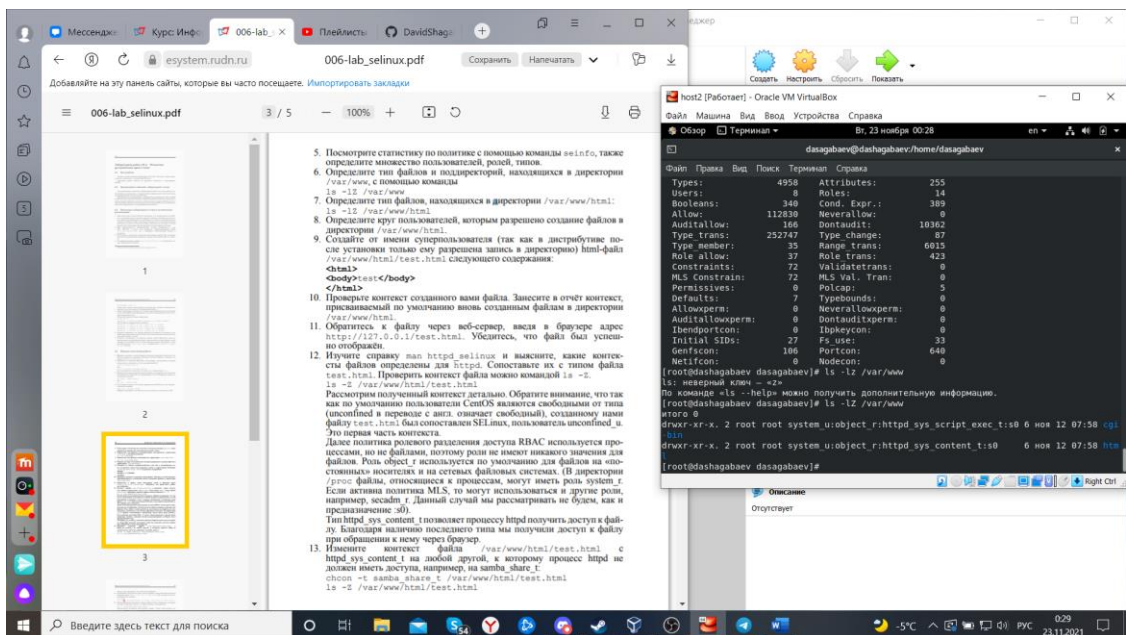 Мессендже
Курс: Инфо
006-lab_s
Плейлисты
DavidShaga
esystem.rudn.ru
006-lab_selinux.pdf
Сохранить
Напечатать
Добавляйте на эту панель сайты, которые вы часто посещаете. Импортировать закладки
006-lab_selinux.pdf
3 / 5
100%
1
2
3
5. Посмотрите статистику по политике с помощью команды seinfo, также
определите множество пользователей, ролей, типов.
6. Определите тип файлов и поддиректорий, находящихся в директории
/var/www, с помощью команды
ls -lZ /var/www
7. Определите тип файлов, находящихся в директории /var/www/html:
ls -lZ /var/www/html
8. Определите круг пользователей, которым разрешено создание файлов в
директории /var/www/html.
9. Создайте от имени суперпользователя (так как в дистрибутиве по-
сле установки только ему разрешена запись в директорию) html-файл
/var/www/html/test.html следующего содержания:
<html>
<body>test</body>
</html>
10. Проверьте контекст созданного вами файла. Занесите в отчёт контекст,
присваиваемый по умолчанию вновь созданным файлам в директории
/var/www/html.
11. Обратитесь к файлу через веб-сервер, введя в браузере адрес
http://127.0.0.1/test.html. Убедитесь, что файл был успеш-
но отображён.
12. Изучите справку man httpd_selinux и выясните, какие контек-
сты файлов определены для httpd. Сопоставьте их с типом файла
test.html. Проверить контекст файла можно командой ls -Z.
ls -Z /var/www/html/test.html
Рассмотрим полученный контекст детально. Обратите внимание, что так
как по умолчанию пользователи CentOS являются свободными от типа
(unconfined в переводе с англ. означает свободный), созданному нами
файлу test.html был сопоставлен SELinux, пользователь unconfined_u.
Это первая часть контекста.
Далее политика ролевого разделения доступа RBAC используется про-
цессами, но не файлами, поэтому роли не имеют никакого значения для
файлов. Роль object_r используется по умолчанию для файлов на «по-
стоянных» носителях и на сетевых файловых системах. (В директории
/proc файлы, относящиеся к процессам, могут иметь роль system_r.
Если активна политика MLS, то могут использоваться и другие роли,
например, secadm_r. Данный случай мы рассматривать не будем, как и
предназначение :s0).
Тип httpd_sys_content_t позволяет процессу httpd получить доступ к фай-
лу. Благодаря наличию последнего типа мы получили доступ к файлу
при обращении к нему через браузер.
13. Измените контекст файла /var/www/html/test.html с
httpd_sys_content_t на любой другой, к которому процесс httpd не
должен иметь доступа, например, на samba_share_t:
chcon -t samba_share_t /var/www/html/test.html
ls -Z /var/www/html/test.html
еджер
Создать Настроить Сбросить Показать
host2 [Работает] - Oracle VM VirtualBox
Файл Машина Вид Ввод Устройства Справка
Обзор Терминал Вт, 23 ноября 00:28 en
dasagabaev@dashagabaev:/home/dasagabaev
Файл Правка Вид Поиск Терминал Справка
Types: 4958 Attributes: 255
Users: 8 Roles: 14
Booleans: 340 Cond. Expr.: 389
Allow: 112830 Neverallow: 0
Auditallow: 166 Dontaudit: 10362
Type_trans: 252747 Type_change: 87
Type_member: 35 Range_trans: 6015
Role allow: 37 Role_trans: 423
Constraints: 72 Validatetrans: 0
MLS Constrain: 72 MLS Val. Tran: 0
Permissives: 0 Polcap: 5
Defaults: 7 Typebounds: 0
Allowxperm: 0 Neverallowxperm: 0
Auditallowxperm: 0 Dontauditxperm: 0
Ibendportcon: 0 Ibpkeycon: 0
Initial SIDs: 27 Fs_use: 33
Genfscon: 106 Portcon: 640
Netifcon: 0 Nodecon: 0
[root@dashagabaev dasagabaev]# ls -lz /var/www
ls: неверный ключ — «z»
По команде «ls --help» можно получить дополнительную информацию.
[root@dashagabaev dasagabaev]# ls -lZ /var/www
итого 0
drwxr-xr-x. 2 root root system_u:object_r:httpd_sys_script_exec_t:s0 6 ноя 12 07:58 cgi
-bin
drwxr-xr-x. 2 root root system_u:object_r:httpd_sys_content_t:s0 6 ноя 12 07:58 htm
l
[root@dashagabaev dasagabaev]#
Right Ctrl
Описание
Отсутствует
Введите здесь текст для поиска
54
-5°C
РУС
0:29
23.11.2021